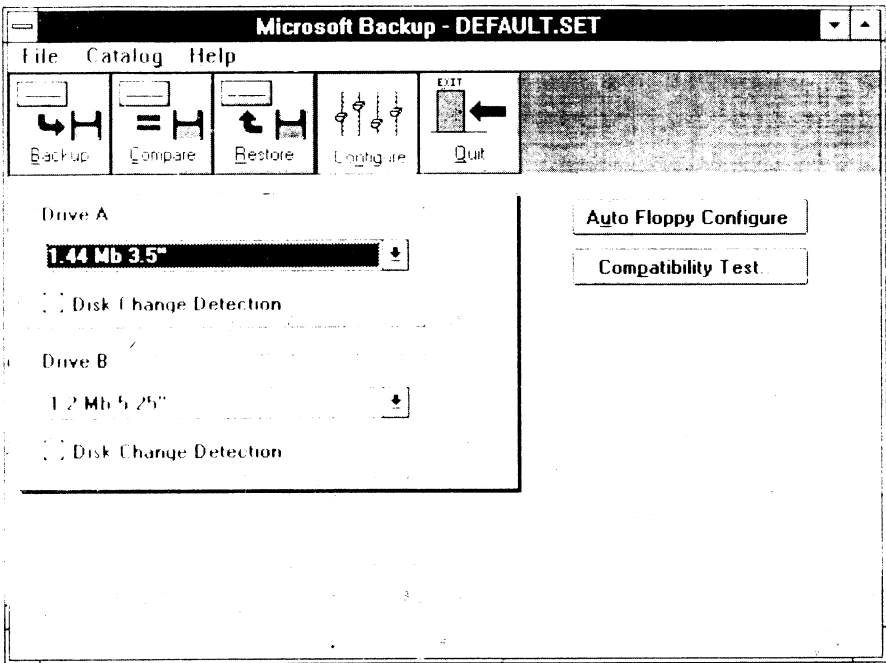 Microsoft Backup - DEFAULT.SET
File Catalog Help
EXIT
Backup Compare Restore Configure Quit
Drive A
1.44 Mb 3.5"
Disk Change Detection
Drive B
1.2 Mb 5.25"
Disk Change Detection
Auto Floppy Configure
Compatibility Test...